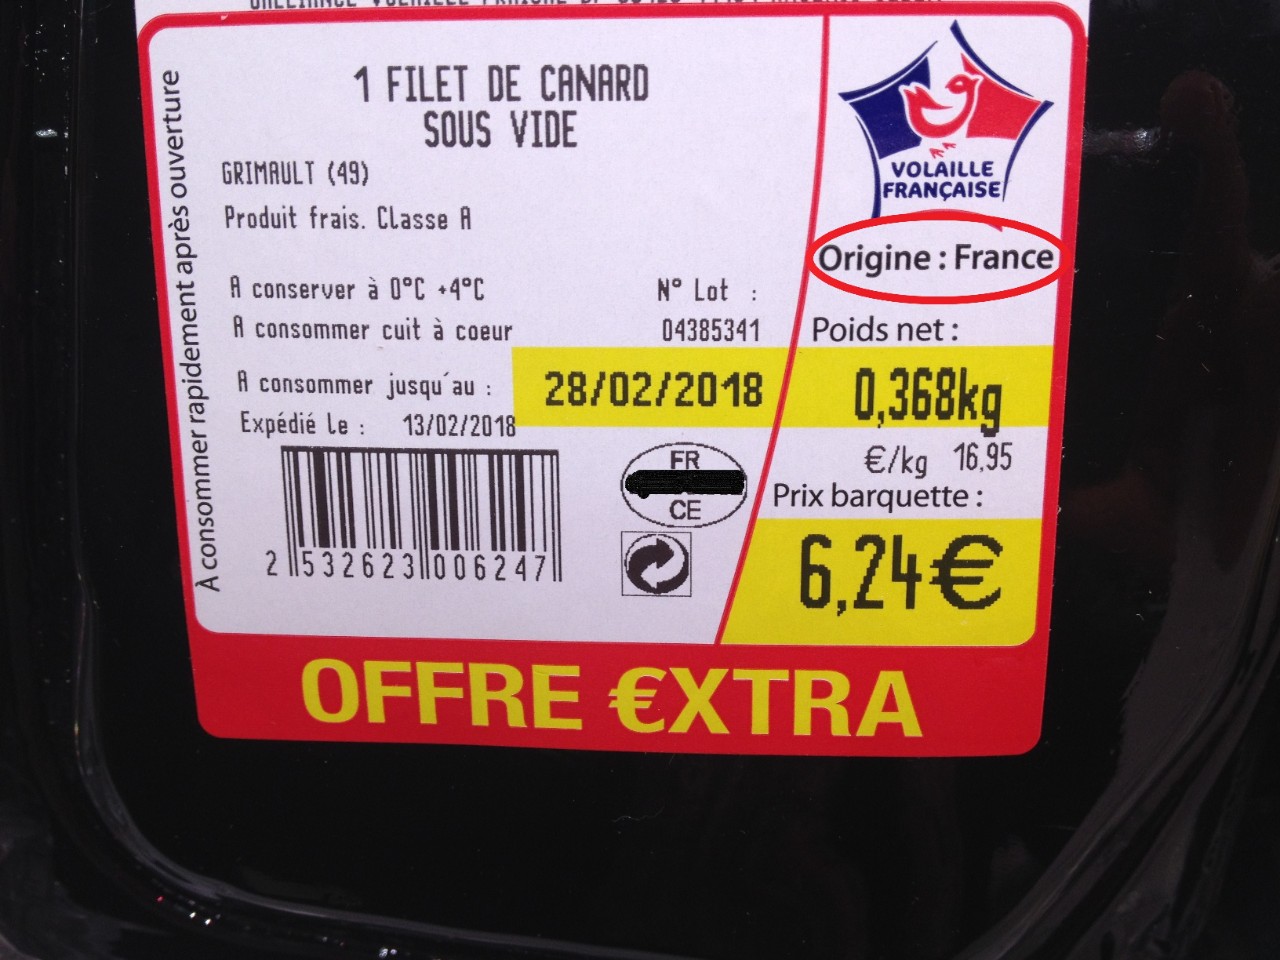 1 FILET DE CANARD
SOUS VIDE
GRIMAULT (49)
Produit frais. Classe A
A conserver à 0°C +4°C
A consommer cuit à coeur
N° Lot :
04385341
A consommer jusqu'au :
28/02/2018
Expédié le : 13/02/2018
2 532623 006247
FR
CE
À consommer rapidement après ouverture
VOLAILLE
FRANÇAISE
Origine : France
Poids net :
0,368kg
€/kg 16,95
Prix barquette :
6,24€
OFFRE €XTRA